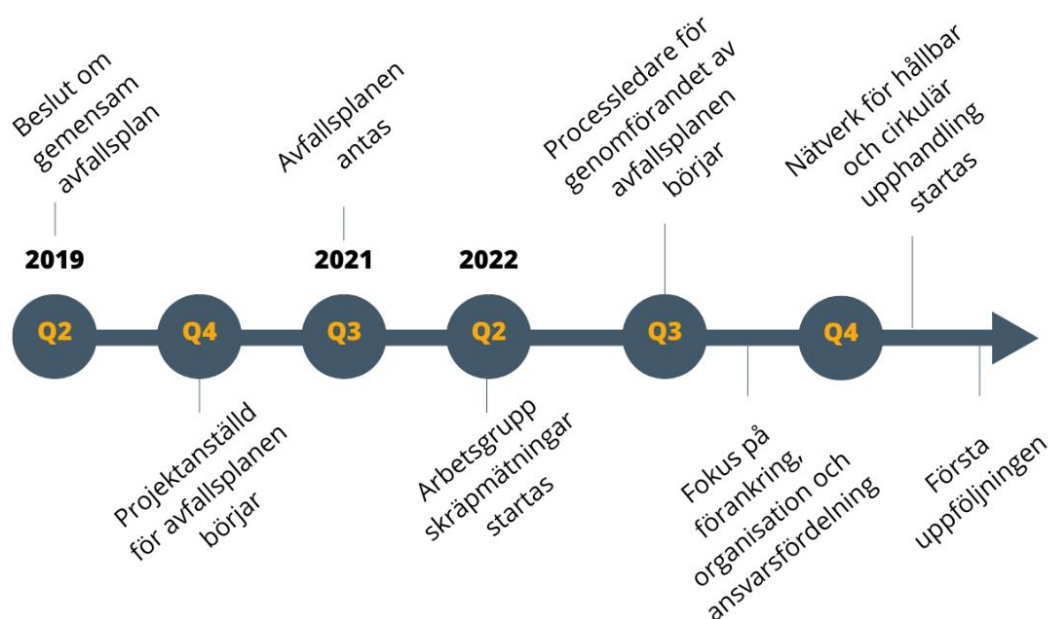 Beslut om
gemensam
avfallsplan
Avfallsplanen
antas
Processledare för
genomförandet av
avfallsplanen
börjar
Nätverk för hållbar
och cirkulär
upphandling
startas
2019
2021
2022
Q2
Q4
Q3
Q2
Q3
Q4
Projektanställd
för avfallsplanen
börjar
Arbetsgrupp
skräpmätningar
startas
Fokus på
förankring,
organisation och
ansvarsfördelning
Första
uppföljningen